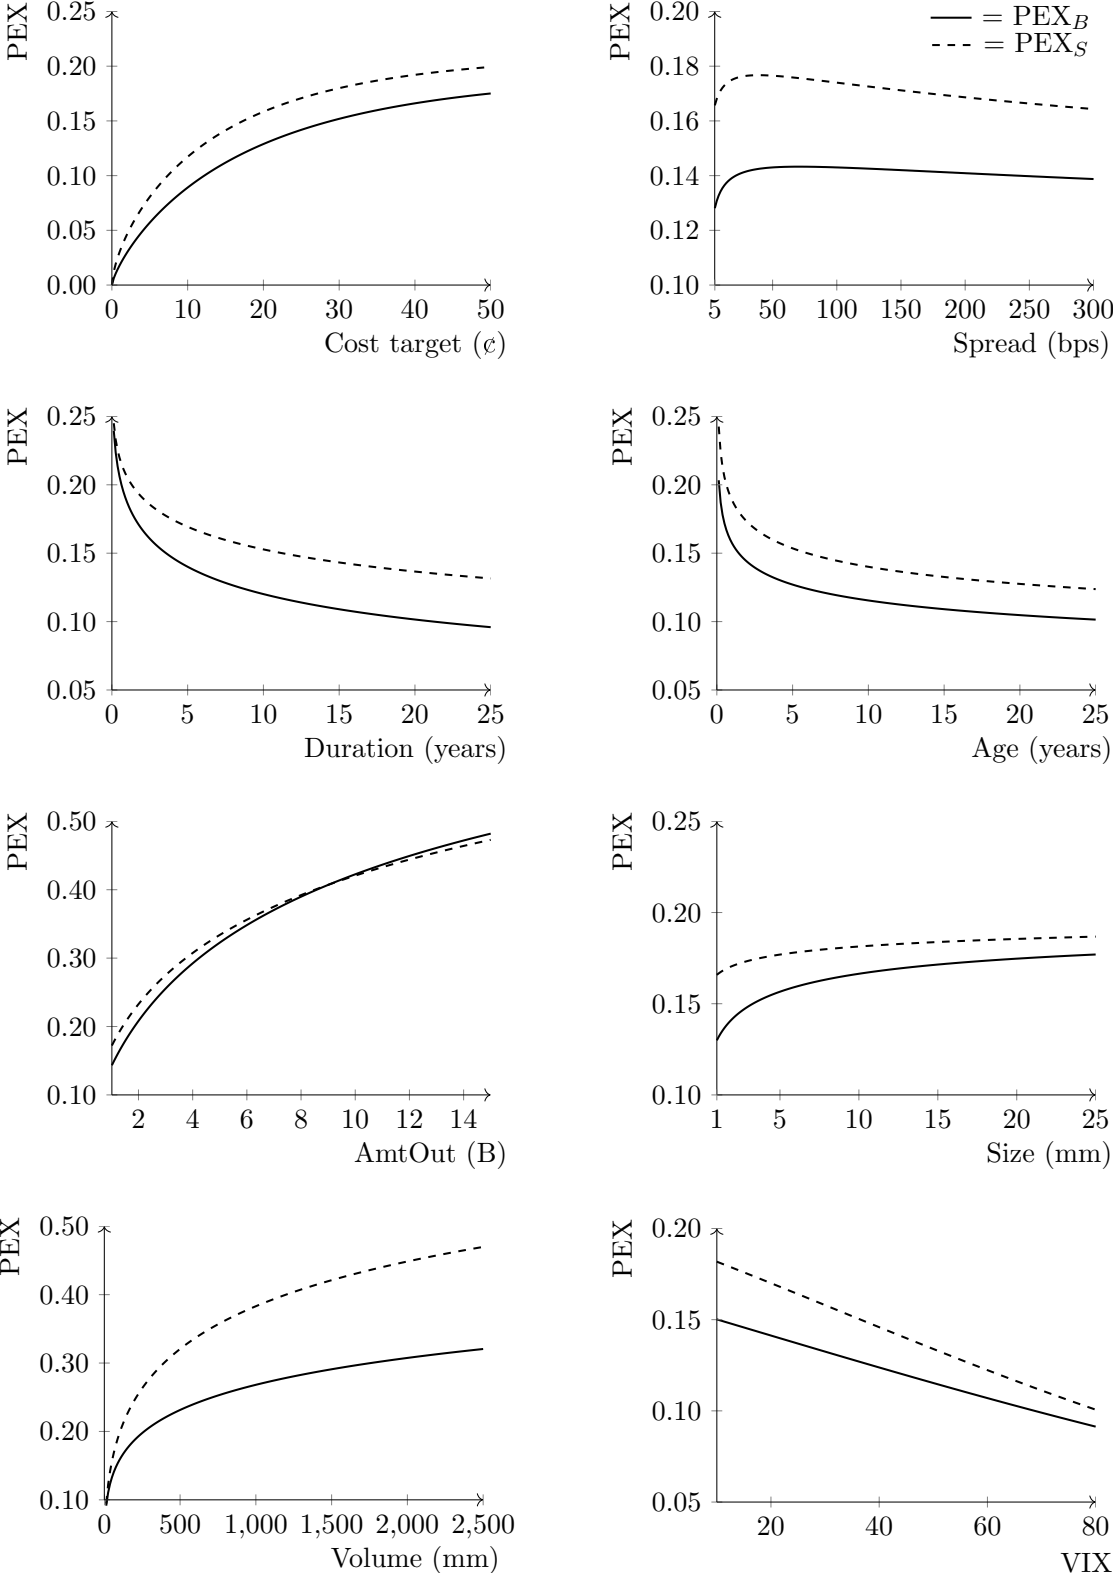 PEX
0.25
0.20
0.15
0.10
0.05
0.00
0 10 20 30 40 50
Cost target (¢)
PEX
0.20
0.18
0.16
0.14
0.12
0.10
= PEX_B
= PEX_S
5 50 100 150 200 250 300
Spread (bps)
PEX
0.25
0.20
0.15
0.10
0.05
0 5 10 15 20 25
Duration (years)
PEX
0.25
0.20
0.15
0.10
0.05
0 5 10 15 20 25
Age (years)
PEX
0.50
0.40
0.30
0.20
0.10
2 4 6 8 10 12 14
AmtOut (B)
PEX
0.25
0.20
0.15
0.10
1 5 10 15 20 25
Size (mm)
PEX
0.50
0.40
0.30
0.20
0.10
0 500 1,000 1,500 2,000 2,500
Volume (mm)
PEX
0.20
0.15
0.10
0.05
20 40 60 80
VIX